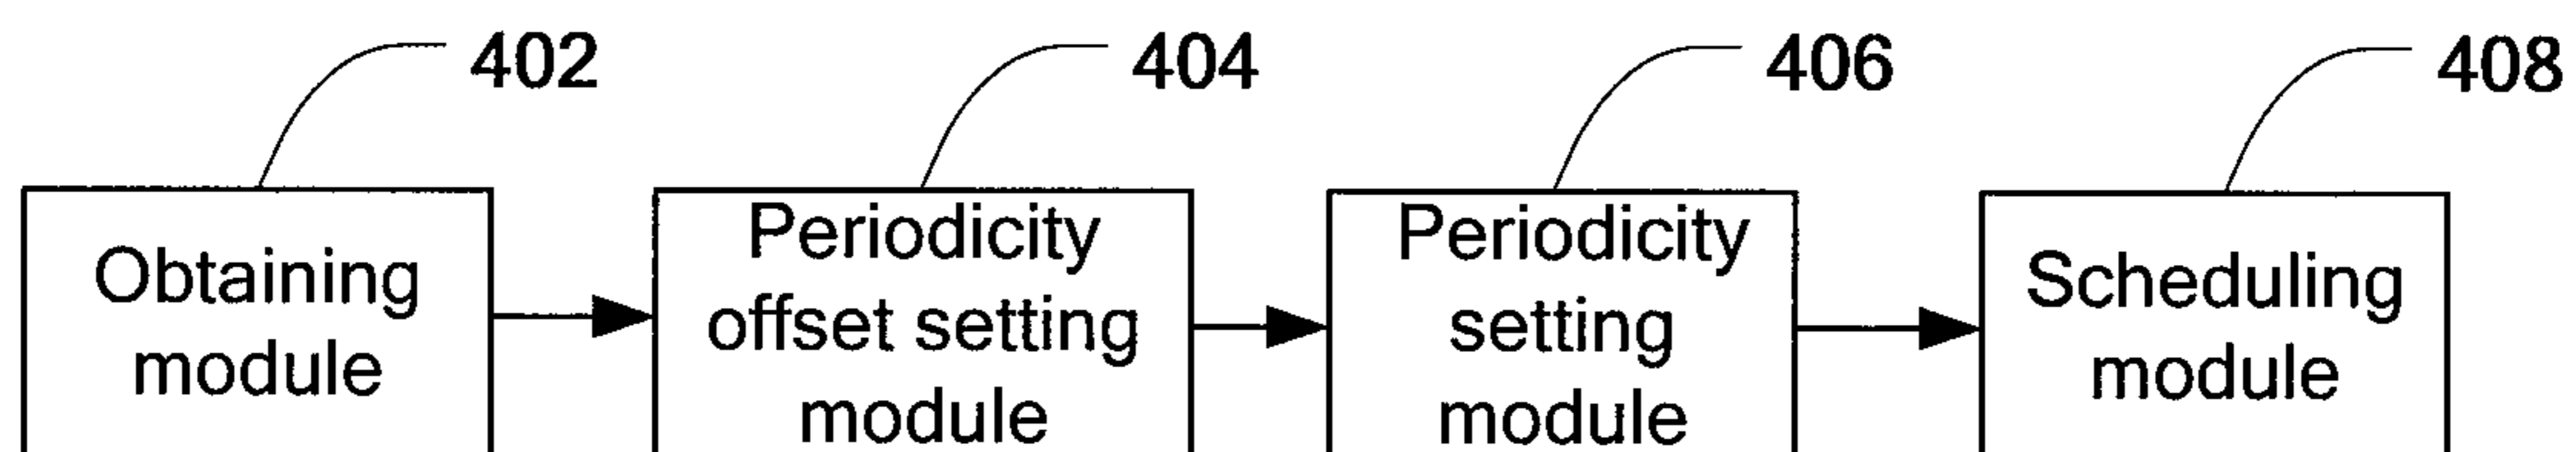 402
404
406
408
Obtaining
module
Periodicity
offset setting
module
Periodicity
setting
module
Scheduling
module